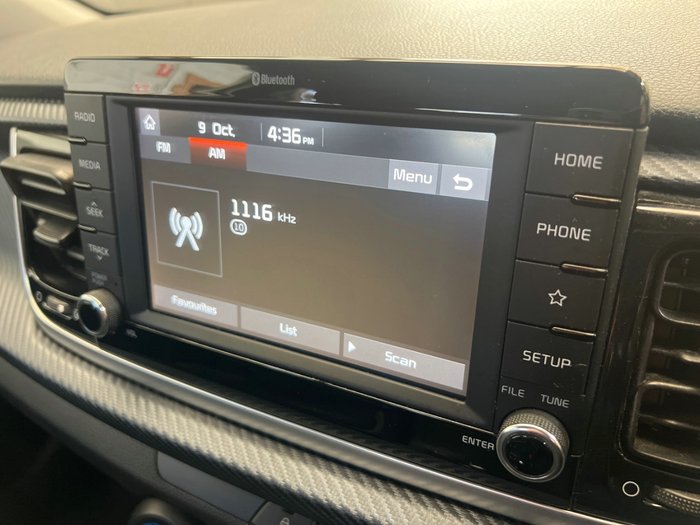 Bluetooth
RADIO
MEDIA
SEEK
TRACK
9 Oct. 4:36 PM
FM AM
Menu
1116 kHz
10
Favourites List Scan
HOME
PHONE
SETUP
FILE TUNE
ENTER